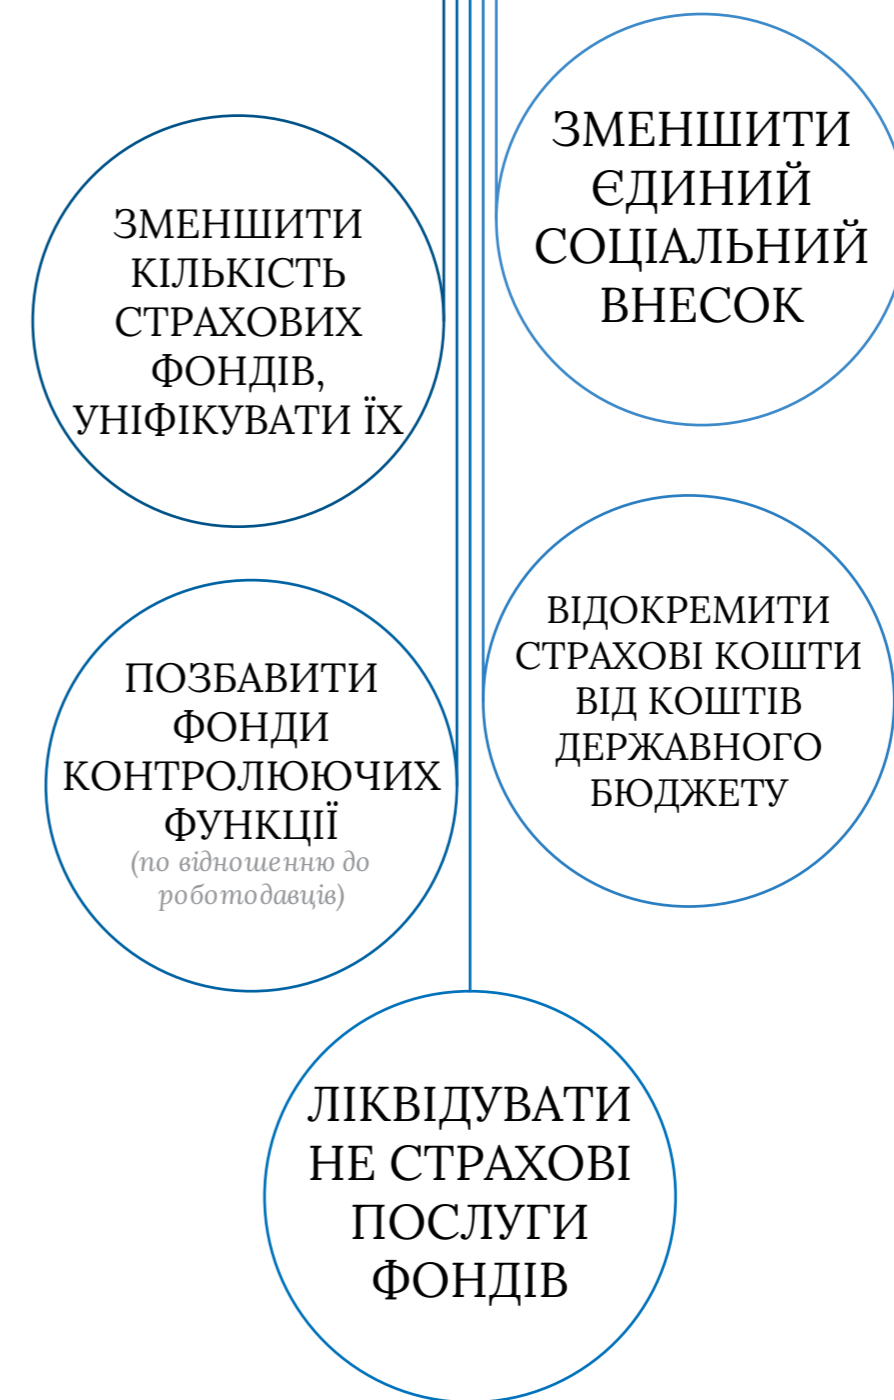 ЗМЕНШИТИ
КІЛЬКІСТЬ
СТРАХОВИХ
ФОНДІВ,
УНІФІКУВАТИ ЇХ
ЗМЕНШИТИ
ЄДИНИЙ
СОЦІАЛЬНИЙ
ВНЕСОК
ПОЗБАВИТИ
ФОНДИ
КОНТРОЛЮЮЧИХ
ФУНКЦІЇ
(по відношенню до
роботодавців)
ВІДОКРЕМИТИ
СТРАХОВІ КОШТИ
ВІД КОШТІВ
ДЕРЖАВНОГО
БЮДЖЕТУ
ЛІКВІДУВАТИ
НЕ СТРАХОВІ
ПОСЛУГИ
ФОНДІВ